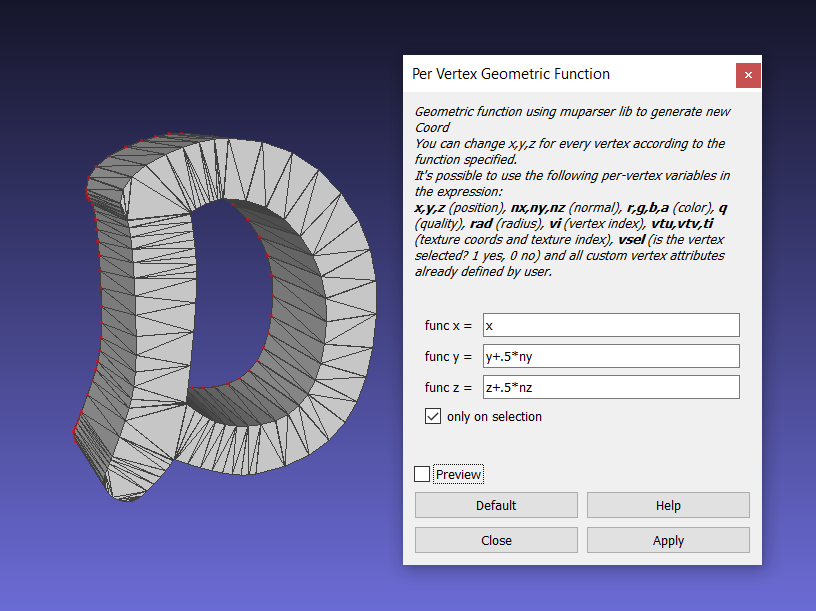 Per Vertex Geometric Function
Geometric function using muparser lib to generate new
Coord
You can change x,y,z for every vertex according to the
function specified.
It's possible to use the following per-vertex variables in
the expression:
x,y,z (position), nx,ny,nz (normal), r,g,b,a (color), q
(quality), rad (radius), vi (vertex index), vtu,vtv,ti
(texture coords and texture index), vsel (is the vertex
selected? 1 yes, 0 no) and all custom vertex attributes
already defined by user.
func x = x
func y = y+.5*ny
func z = z+.5*nz
only on selection
Preview
Default Help
Close Apply